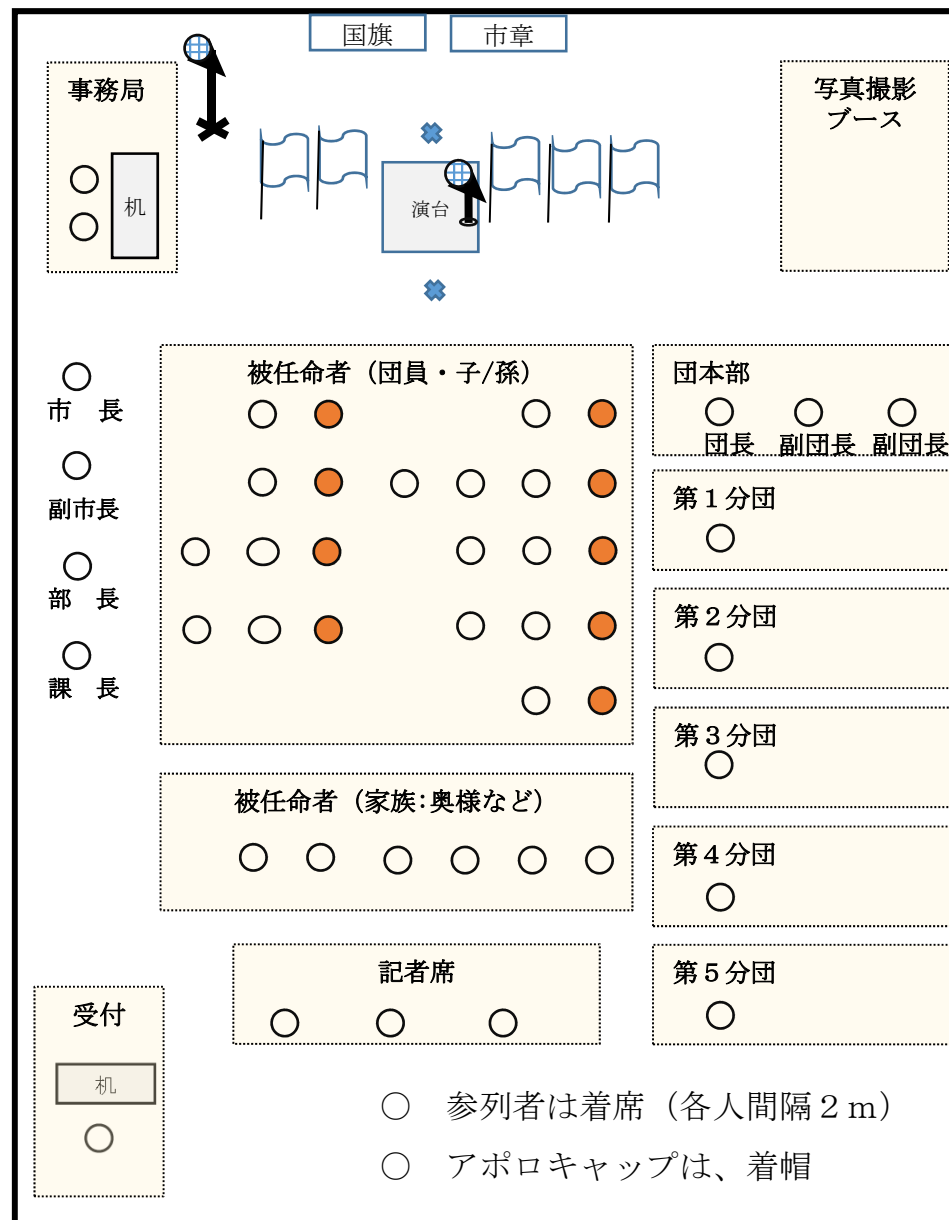 国旗
市章
事務局
机
演台
写真撮影
ブース
市　長
副市長
部　長
課　長
被任命者（団員・子/孫）
団本部
団長　副団長　副団長
第１分団
第２分団
第３分団
第４分団
第５分団
被任命者（家族:奥様など）
記者席
受付
机
○　参列者は着席（各人間隔２ｍ）
○　アポロキャップは、着帽